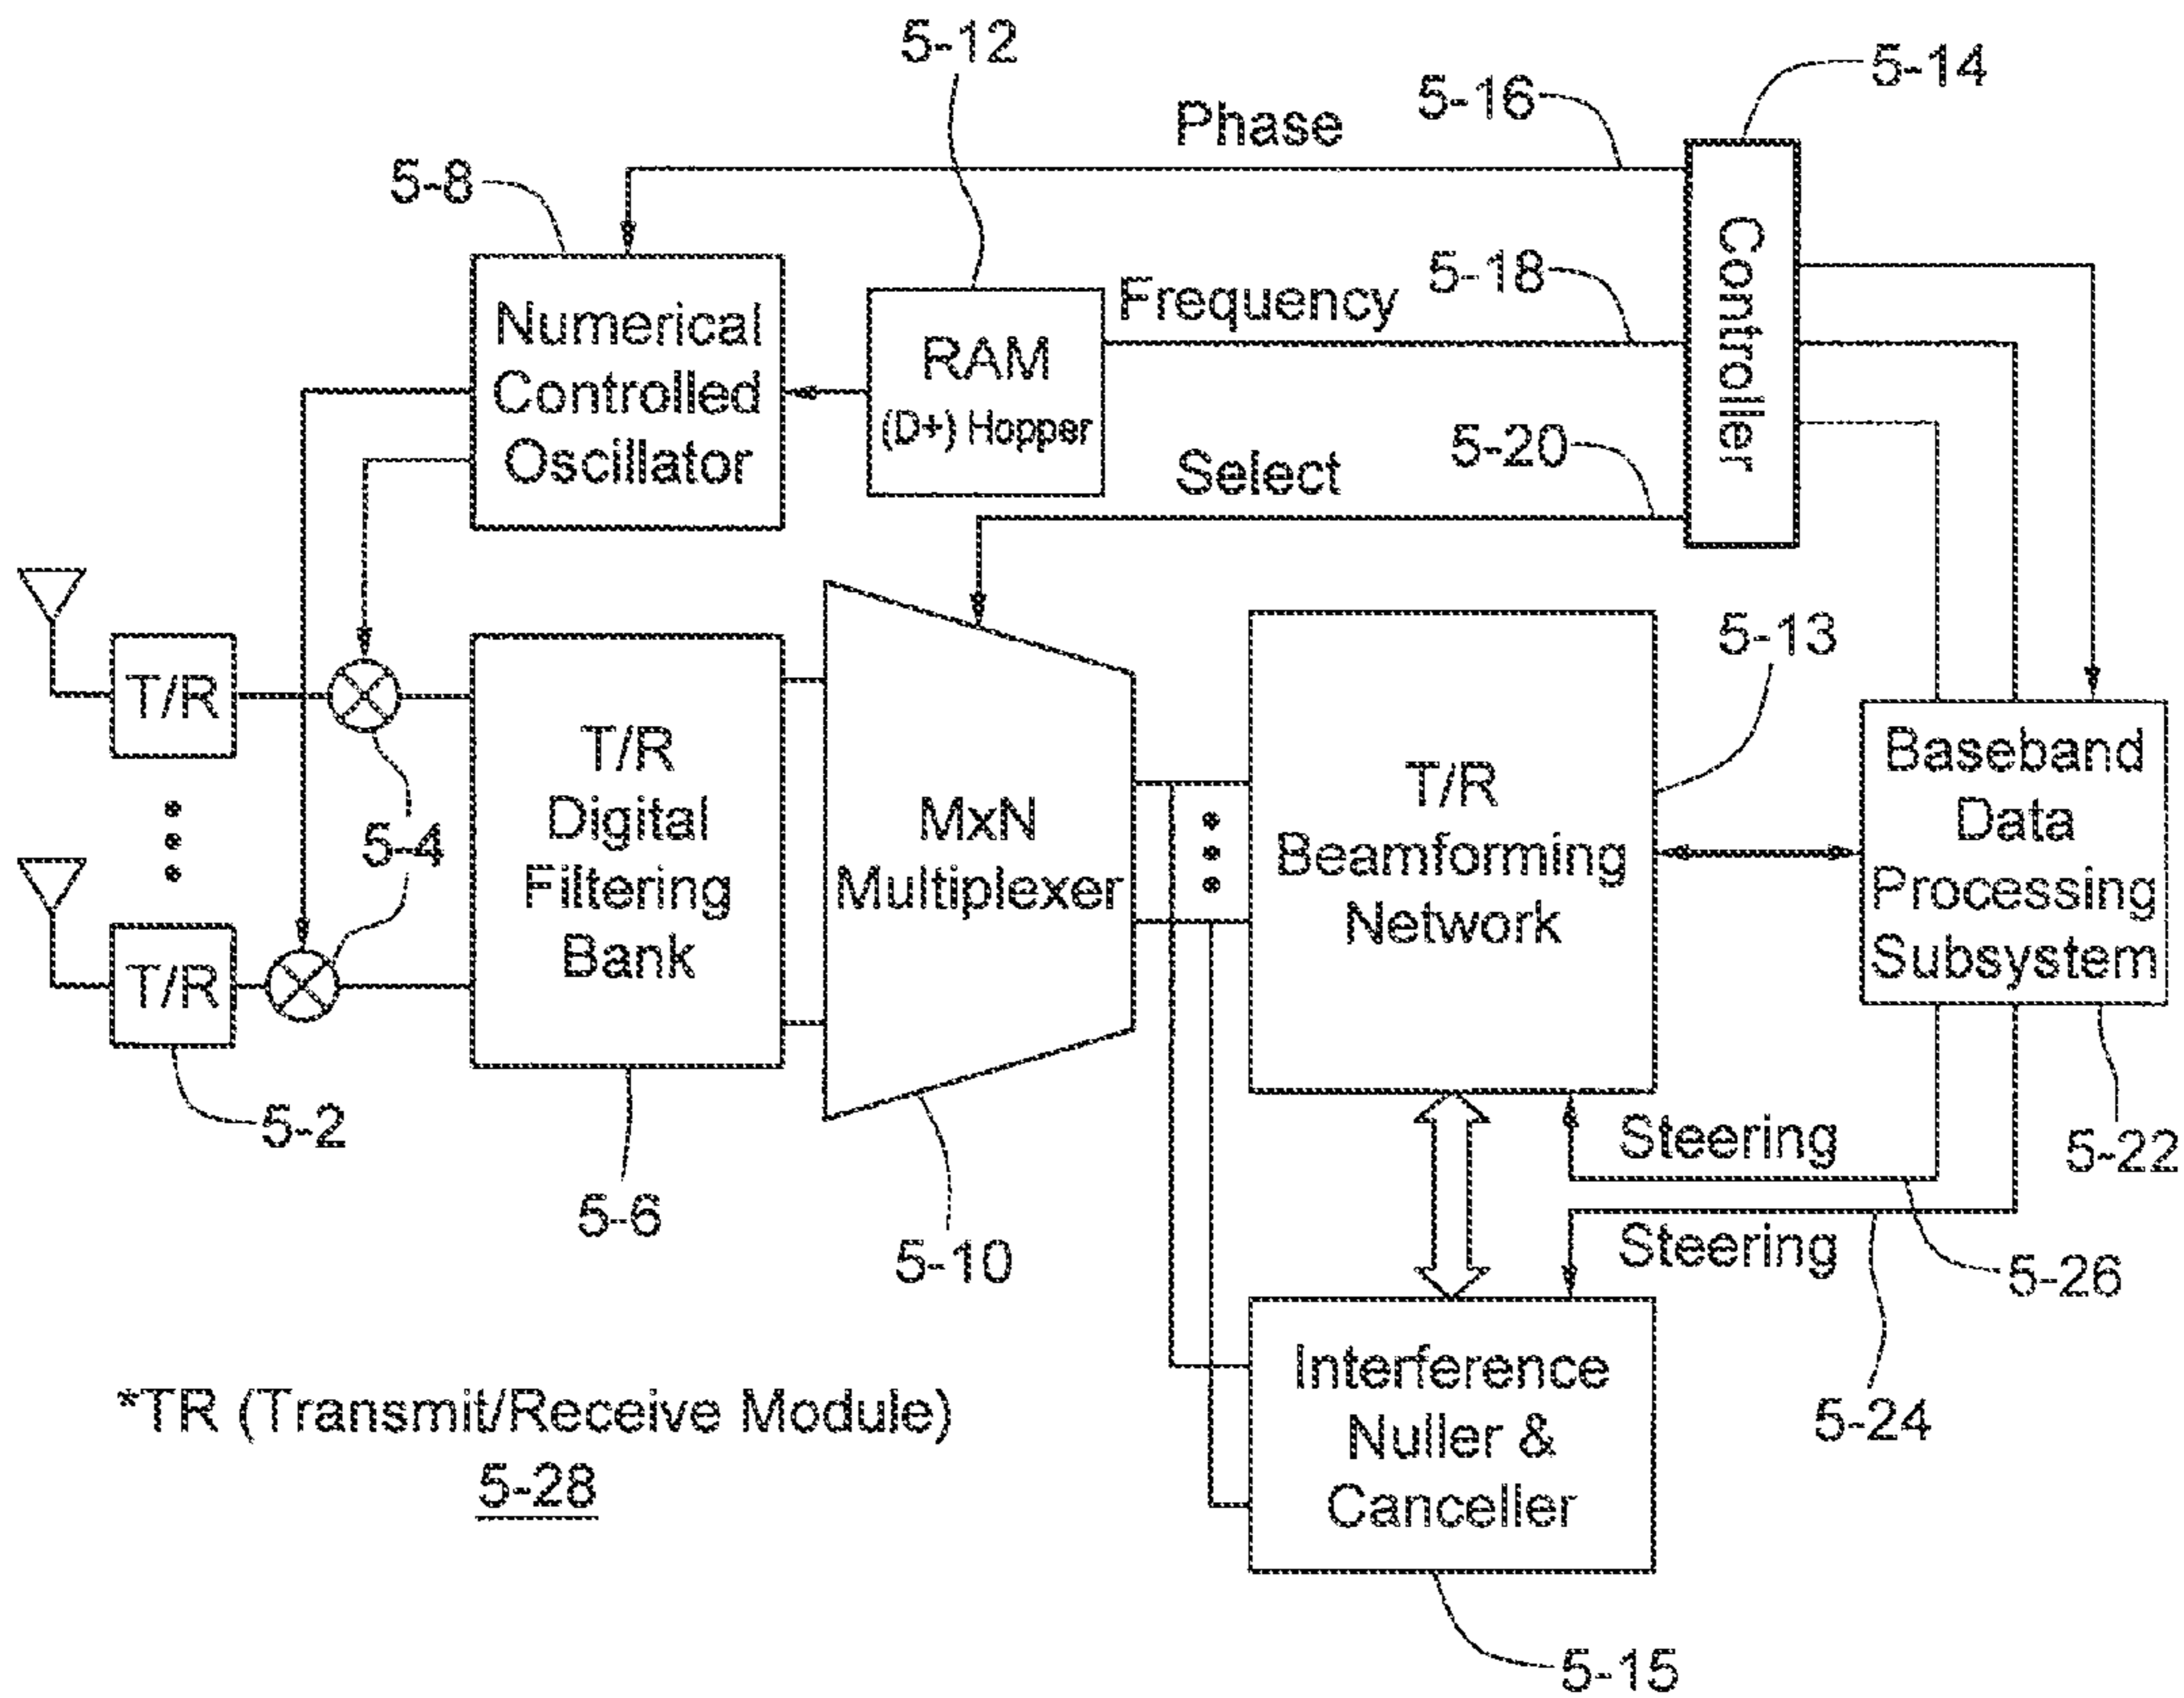 5-12
5-14
5-16
Phase
5-8
5-18
Frequency
Numerical
Controlled
Oscillator
RAM
(D+) Hopper
Controller
5-20
Select
5-13
T/R
T/R
5-4
T/R
Digital
Filtering
Bank
MxN
Multiplexer
T/R
Beamforming
Network
Baseband
Data
Processing
Subsystem
5-2
5-6
5-10
Steering
5-22
Steering
5-26
Interference
Nuller &
Canceller
5-24
*TR (Transmit/Receive Module)
5-28
5-15